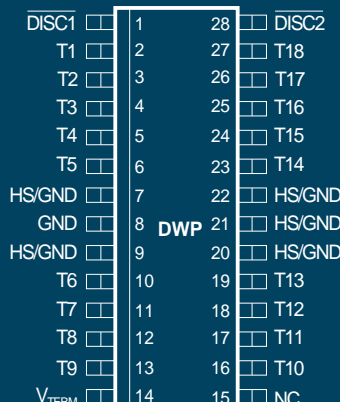 DISC1 1 28 DISC2
T1 2 27 T18
T2 3 26 T17
T3 4 25 T16
T4 5 24 T15
T5 6 23 T14
HS/GND 7 22 HS/GND
GND 8 DWP 21 HS/GND
HS/GND 9 20 HS/GND
T6 10 19 T13
T7 11 18 T12
T8 12 17 T11
T9 13 16 T10
VTERM 14 15 NC